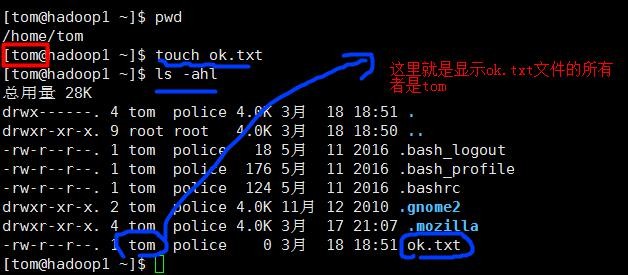 [tom@hadoop1 ~]$ pwd
/home/tom
[tom@hadoop1 ~]$ touch ok.txt
[tom@hadoop1 ~]$ ls -ahl
这里就是显示ok.txt文件的所有
者是tom
总用量 28K
drwx------. 4 tom  police 4.0K 3月  18 18:51 .
drwxr-xr-x. 9 root root   4.0K 3月  18 18:50 ..
-rw-r--r--. 1 tom  police   18 5月  11 2016 .bash_logout
-rw-r--r--. 1 tom  police  176 5月  11 2016 .bash_profile
-rw-r--r--. 1 tom  police  124 5月  11 2016 .bashrc
drwxr-xr-x. 2 tom  police 4.0K 11月 12 2010 .gnome2
drwxr-xr-x. 4 tom  police 4.0K 3月  17 21:07 .mozilla
-rw-r--r--. 1 tom  police    0 3月  18 18:51 ok.txt
[tom@hadoop1 ~]$